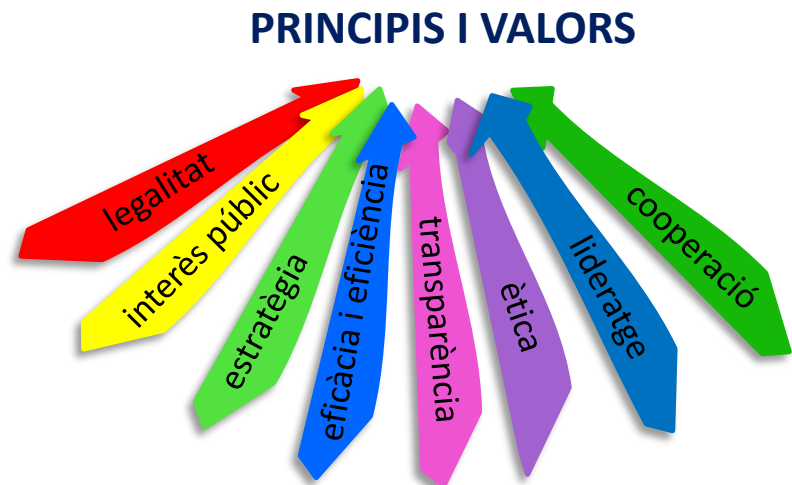 PRINCIPIS I VALORS
legalitat
interès públic
estratègia
eficàcia i eficiència
transparència
ètica
lideratge
cooperació